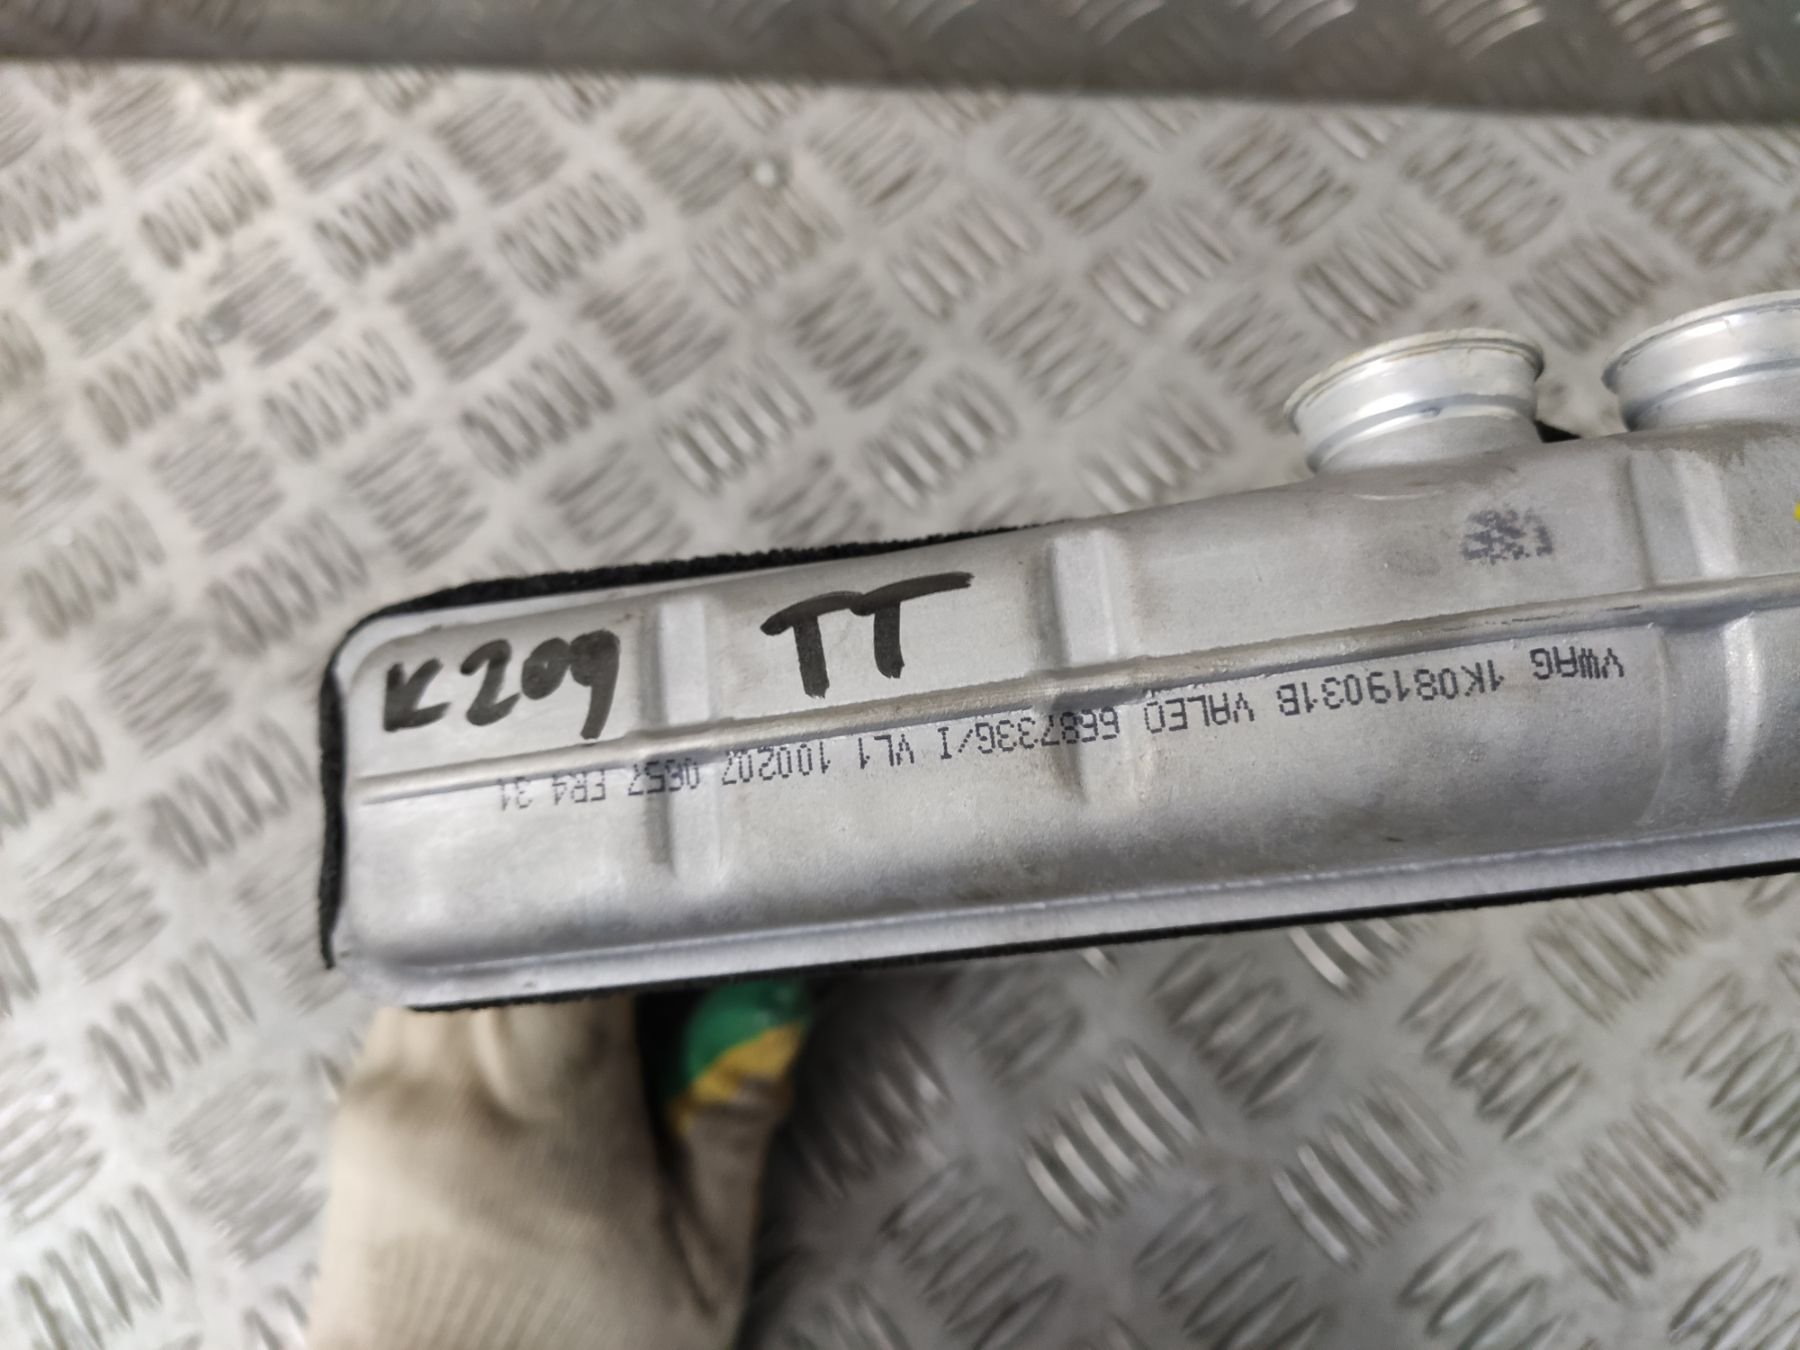 K209 TT
VWAG 1K0819031B VALEO 668733G/I VL1 100207 0657 FR4 31